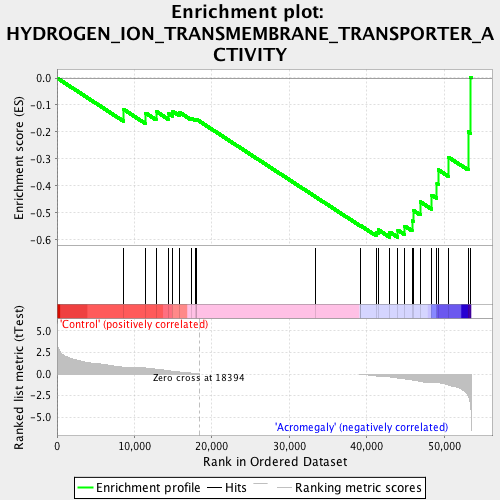 Enrichment plot:
HYDROGEN_ION_TRANSMEMBRANE_TRANSPORTER_A
CTIVITY
Enrichment score (ES)
0.0
-0.1
-0.2
-0.3
-0.4
-0.5
-0.6
'Control' (positively correlated)
Ranked list metric (tTest)
5.0
2.5
0.0
-2.5
-5.0
Zero cross at 18394
'Acromegaly' (negatively correlated)
0 10,000 20,000 30,000 40,000 50,000
Rank in Ordered Dataset
Enrichment profile Hits Ranking metric scores